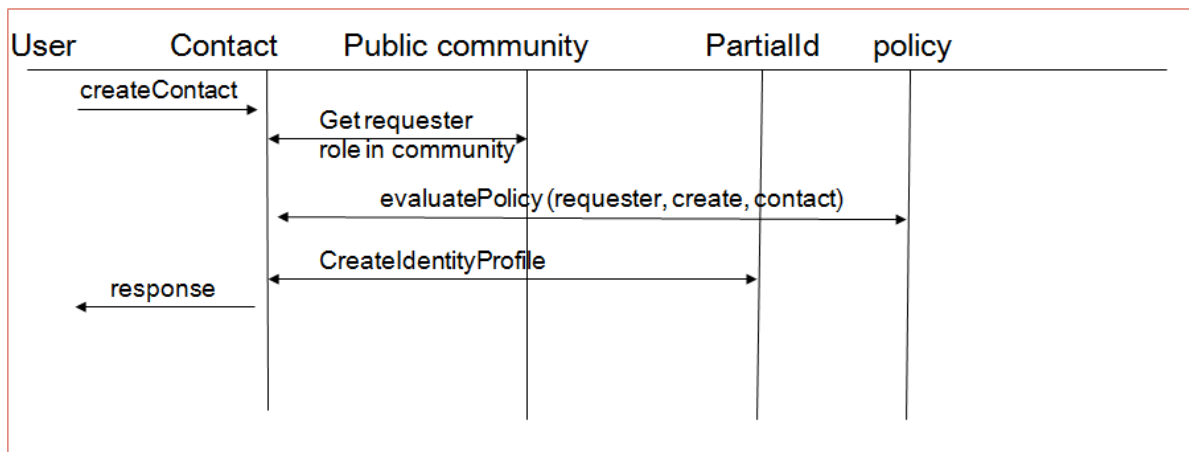 User Contact Public community PartialId policy
createContact
Get requester
role in community
evaluatePolicy (requester, create, contact)
CreateIdentityProfile
response